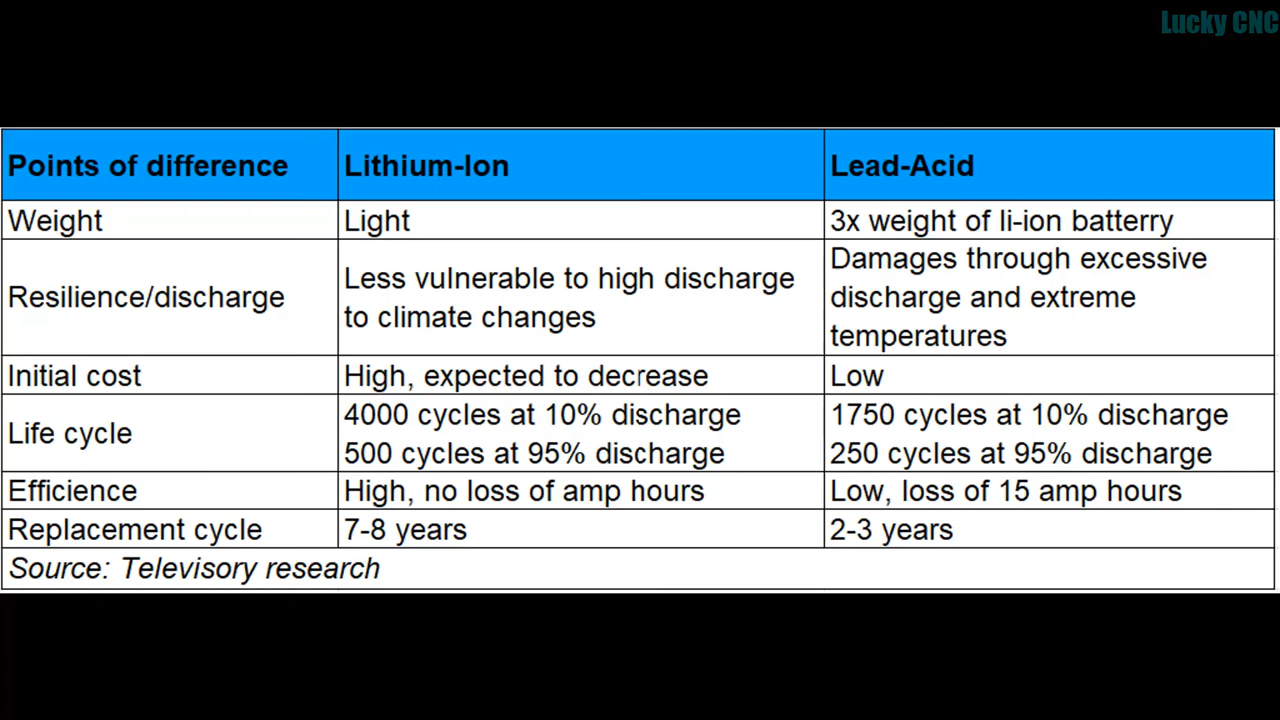 Lucky CNC
Points of difference Lithium-Ion Lead-Acid
Weight Light 3x weight of li-ion batterry
Resilience/discharge Less vulnerable to high discharge
to climate changes
Damages through excessive
discharge and extreme
temperatures
Initial cost High, expected to decrease Low
Life cycle 4000 cycles at 10% discharge
500 cycles at 95% discharge
1750 cycles at 10% discharge
250 cycles at 95% discharge
Efficience High, no loss of amp hours Low, loss of 15 amp hours
Replacement cycle 7-8 years 2-3 years
Source: Televisory research